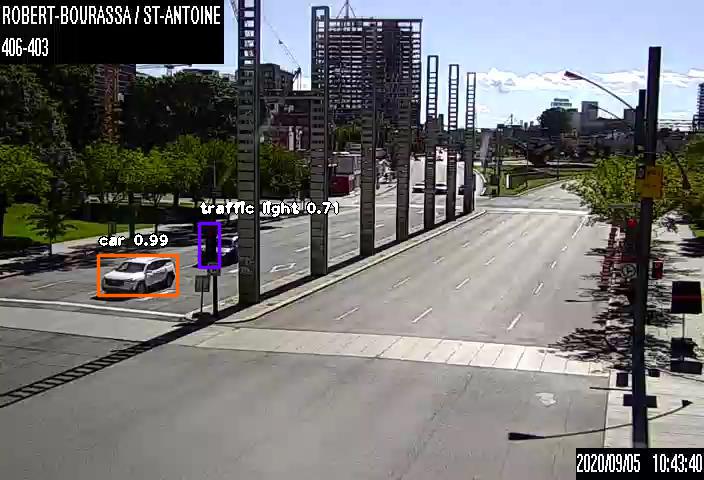 ROBERT-BOURASSA / ST-ANTOINE
406-403
traffic light 0.71
car 0.99
2020/09/05 10:43:40